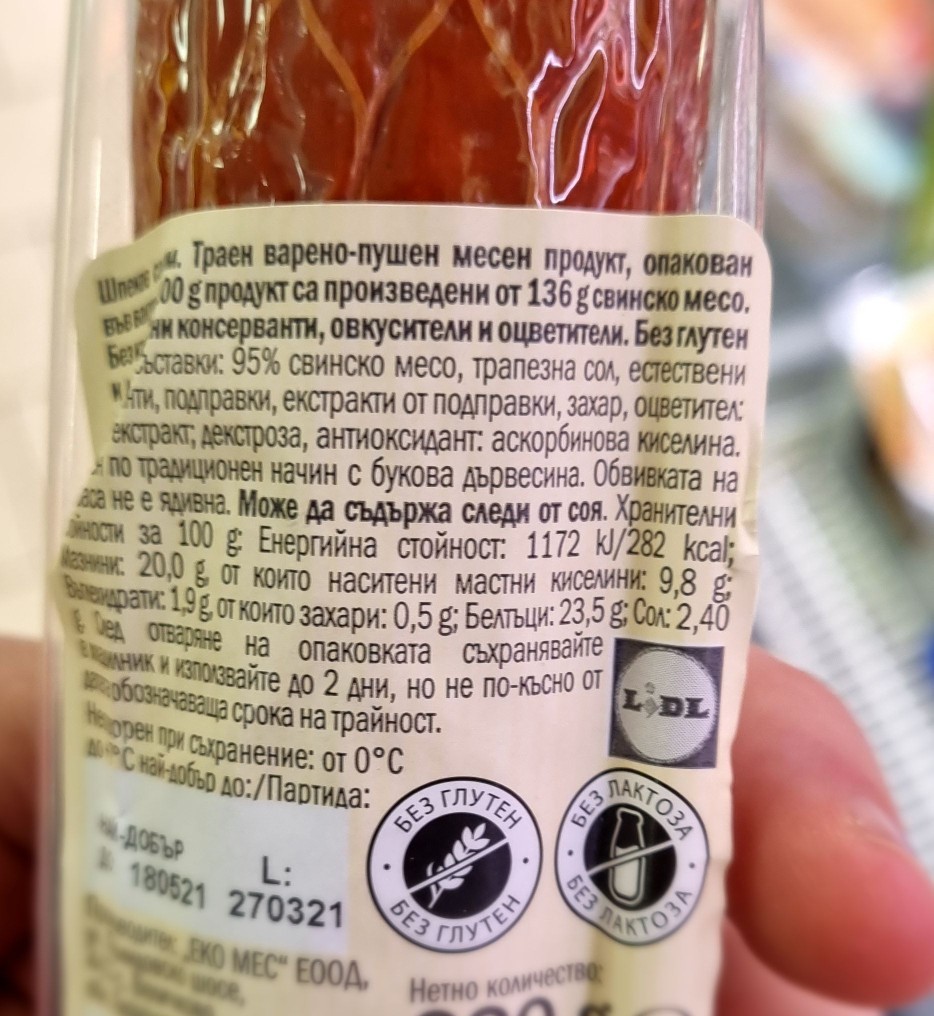 Траен варено-пушен месен продукт, опакован
00 g продукт са произведени от 136 g свинско месо.
консерванти, овкусители и оцветители. Без глутен
Съставки: 95% свинско месо, трапезна сол, естествени
подправки, екстракти от подправки, захар, оцветител:
екстракт; декстроза, антиоксидант: аскорбинова киселина.
по традиционен начин с букова дървесина. Обвивката на
не е ядивна. Може да съдържа следи от соя. Хранителни
за 100 g: Енергийна стойност: 1172 kJ/282 kcal;
Мазнини: 20,0 g, от които наситени мастни киселини: 9,8 g;
Въглехидрати: 1,9 g, от които захари: 0,5 g; Белтъци: 23,5 g; Сол: 2,40
g. След отваряне на опаковката съхранявайте
и използвайте до 2 дни, но не по-късно от
обозначаваща срока на трайност.
при съхранение: от 0°C
°C най-добър до:/Партида:
LIDL
БЕЗ ГЛУТЕН
БЕЗ ГЛУТЕН
БЕЗ ЛАКТОЗА
БЕЗ ЛАКТОЗА
НАЙ-ДОБЪР
L:
180521 270321
„ЕКО МЕС“ ЕООД,
шосе,
Нетно количество: